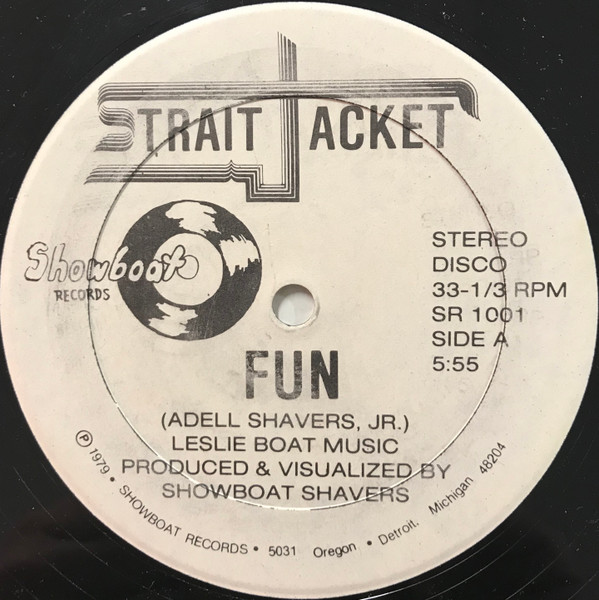 STRAIT JACKET
Showboat
RECORDS
STEREO
DISCO
33-1/3 RPM
SR 1001
SIDE A
5:55
FUN
(ADELL SHAVERS, JR.)
LESLIE BOAT MUSIC
PRODUCED & VISUALIZED BY
SHOWBOAT SHAVERS
℗ 1979 • SHOWBOAT RECORDS • 5031 Oregon • Detroit. Michigan 48204